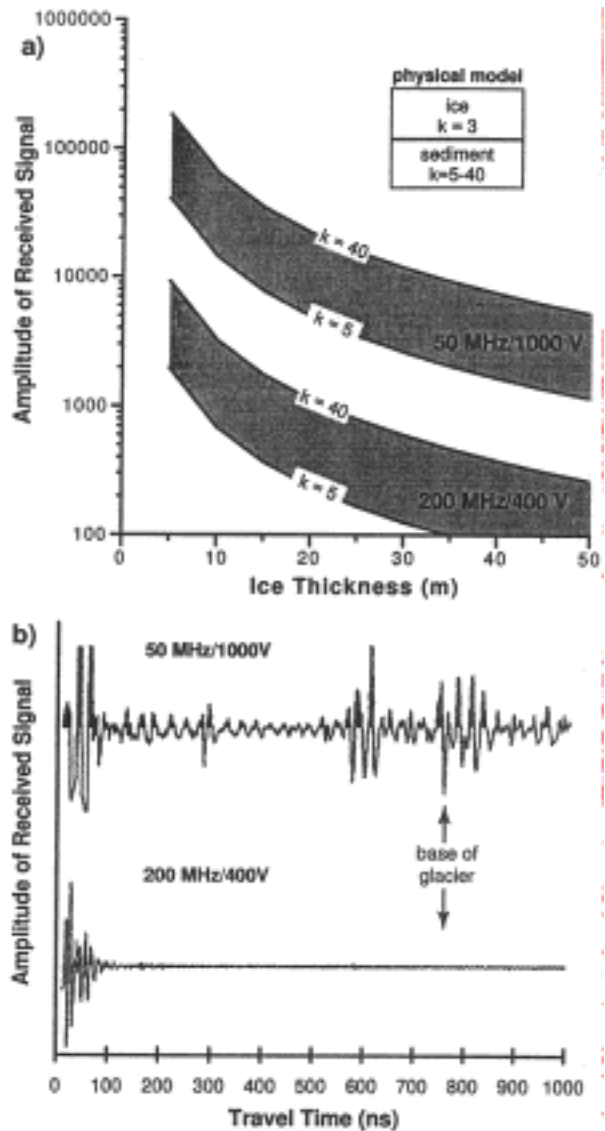 a)
1000000
100000
10000
1000
100
Amplitude of Received Signal
physical model
ice
k = 3
sediment
k=5-40
k = 40
k = 5
50 MHz/1000 V
k = 40
k = 5
200 MHz/400 V
0 10 20 30 40 50
Ice Thickness (m)
b)
Amplitude of Received Signal
50 MHz/1000V
base of
glacier
200 MHz/400V
0 100 200 300 400 500 600 700 800 900 1000
Travel Time (ns)